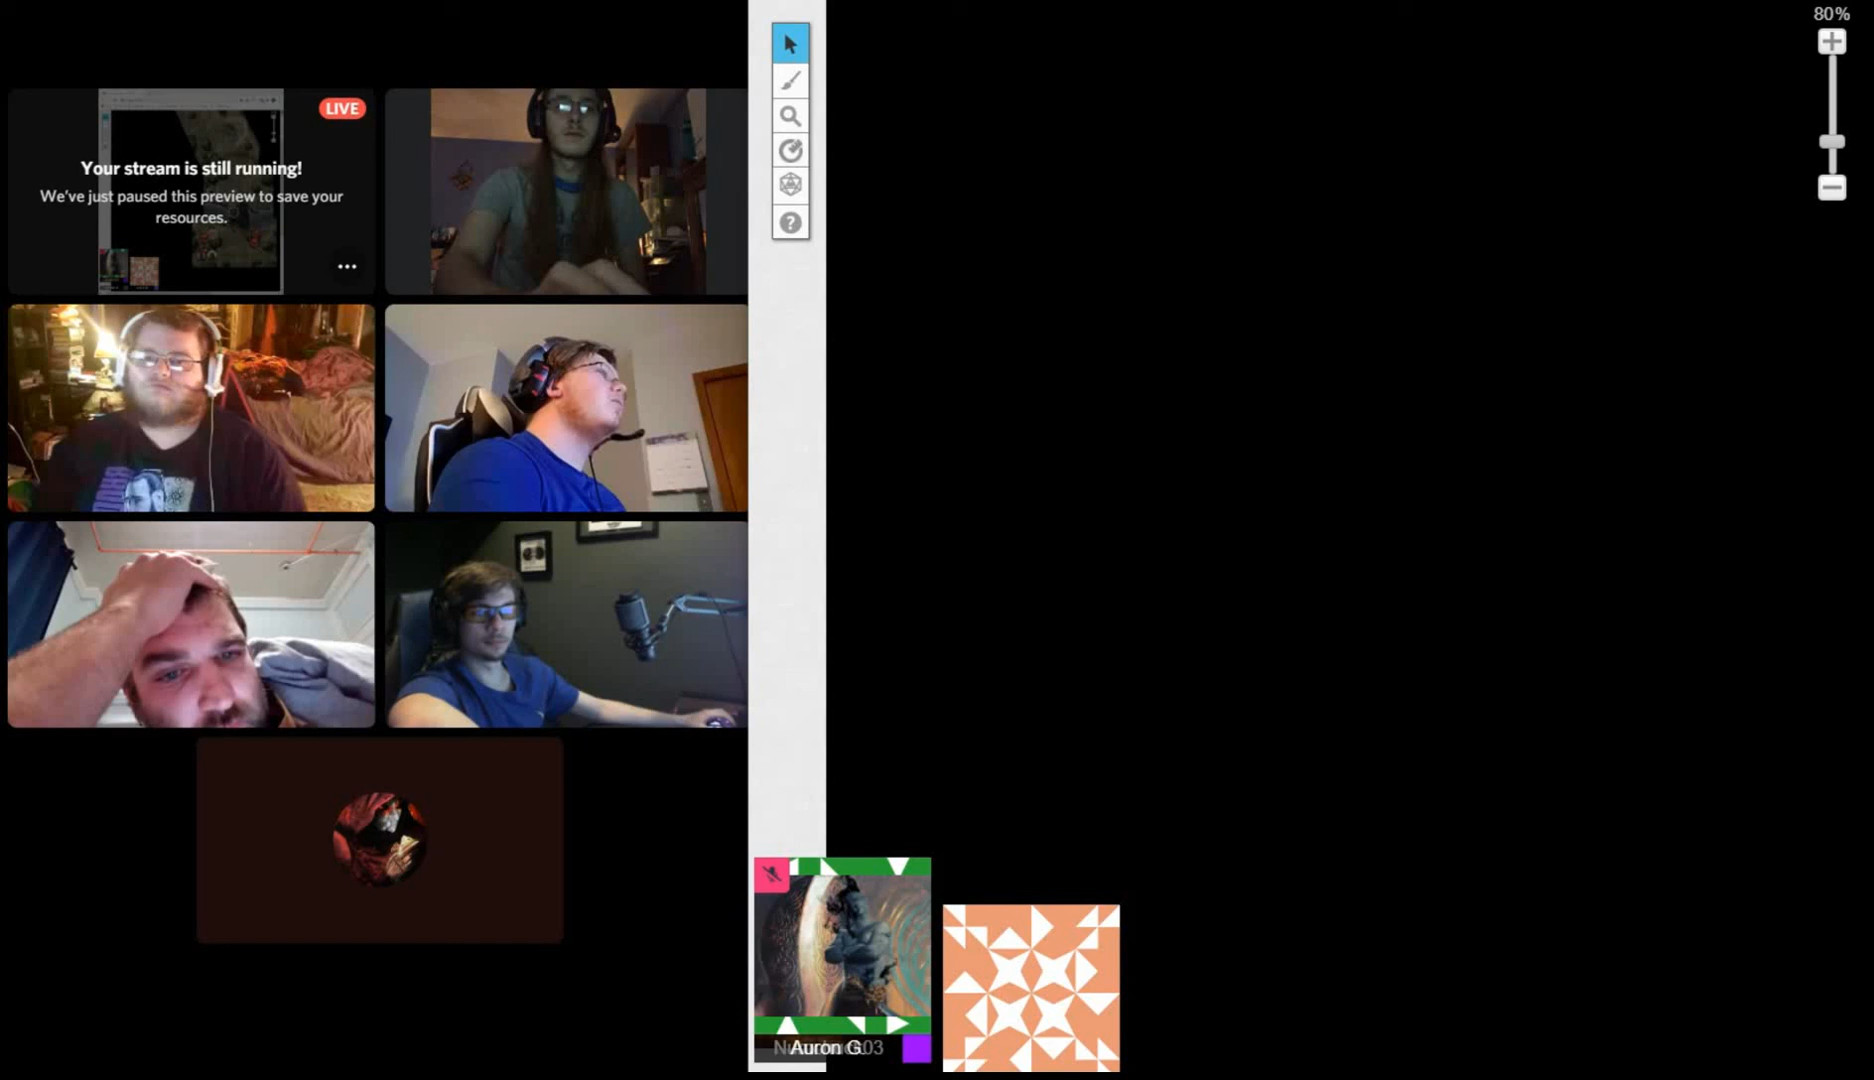 80%
LIVE
Your stream is still running!
We've just paused this preview to save your
resources.
Auron G.